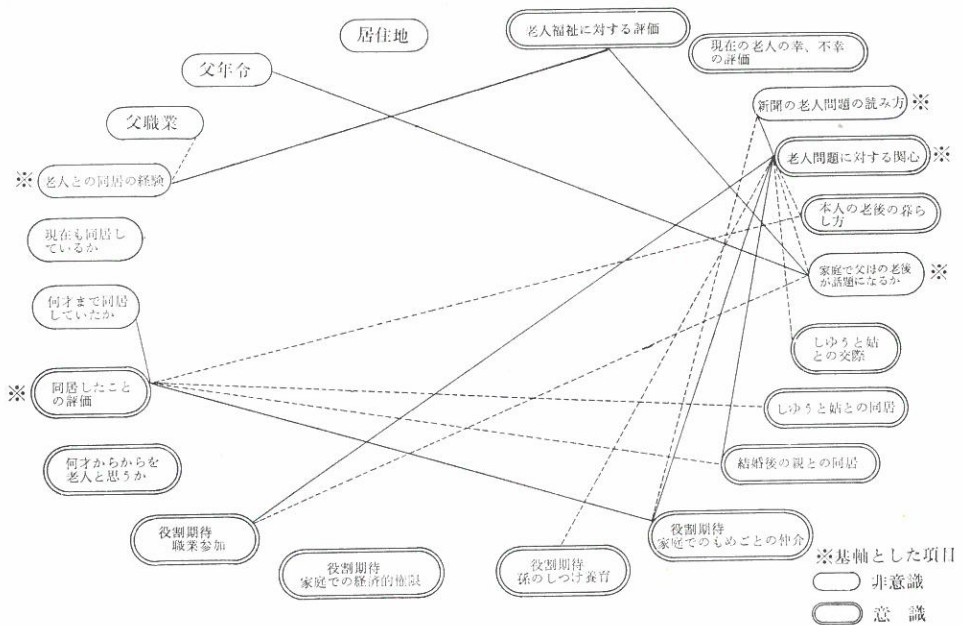 居住地
老人福祉に対する評価
現在の老人の幸、不幸
の評価
父年令
新聞の老人問題の読み方 ※
父職業
老人問題に対する関心 ※
※ 老人との同居の経験
本人の老後の暮ら
し方
現在も同居し
ているか
家庭で父母の老後
が話題になるか ※
何才まで同居
していたか
しゆうと姑
との交際
※ 同居したこと
の評価
しゆうと姑との同居
何才からからを
老人と思うか
結婚後の親との同居
役割期待
職業参加
役割期待
家庭でのもめごとの仲介
役割期待
家庭での経済的権限
役割期待
孫のしつけ養育
※基軸とした項目
非意識
意 識